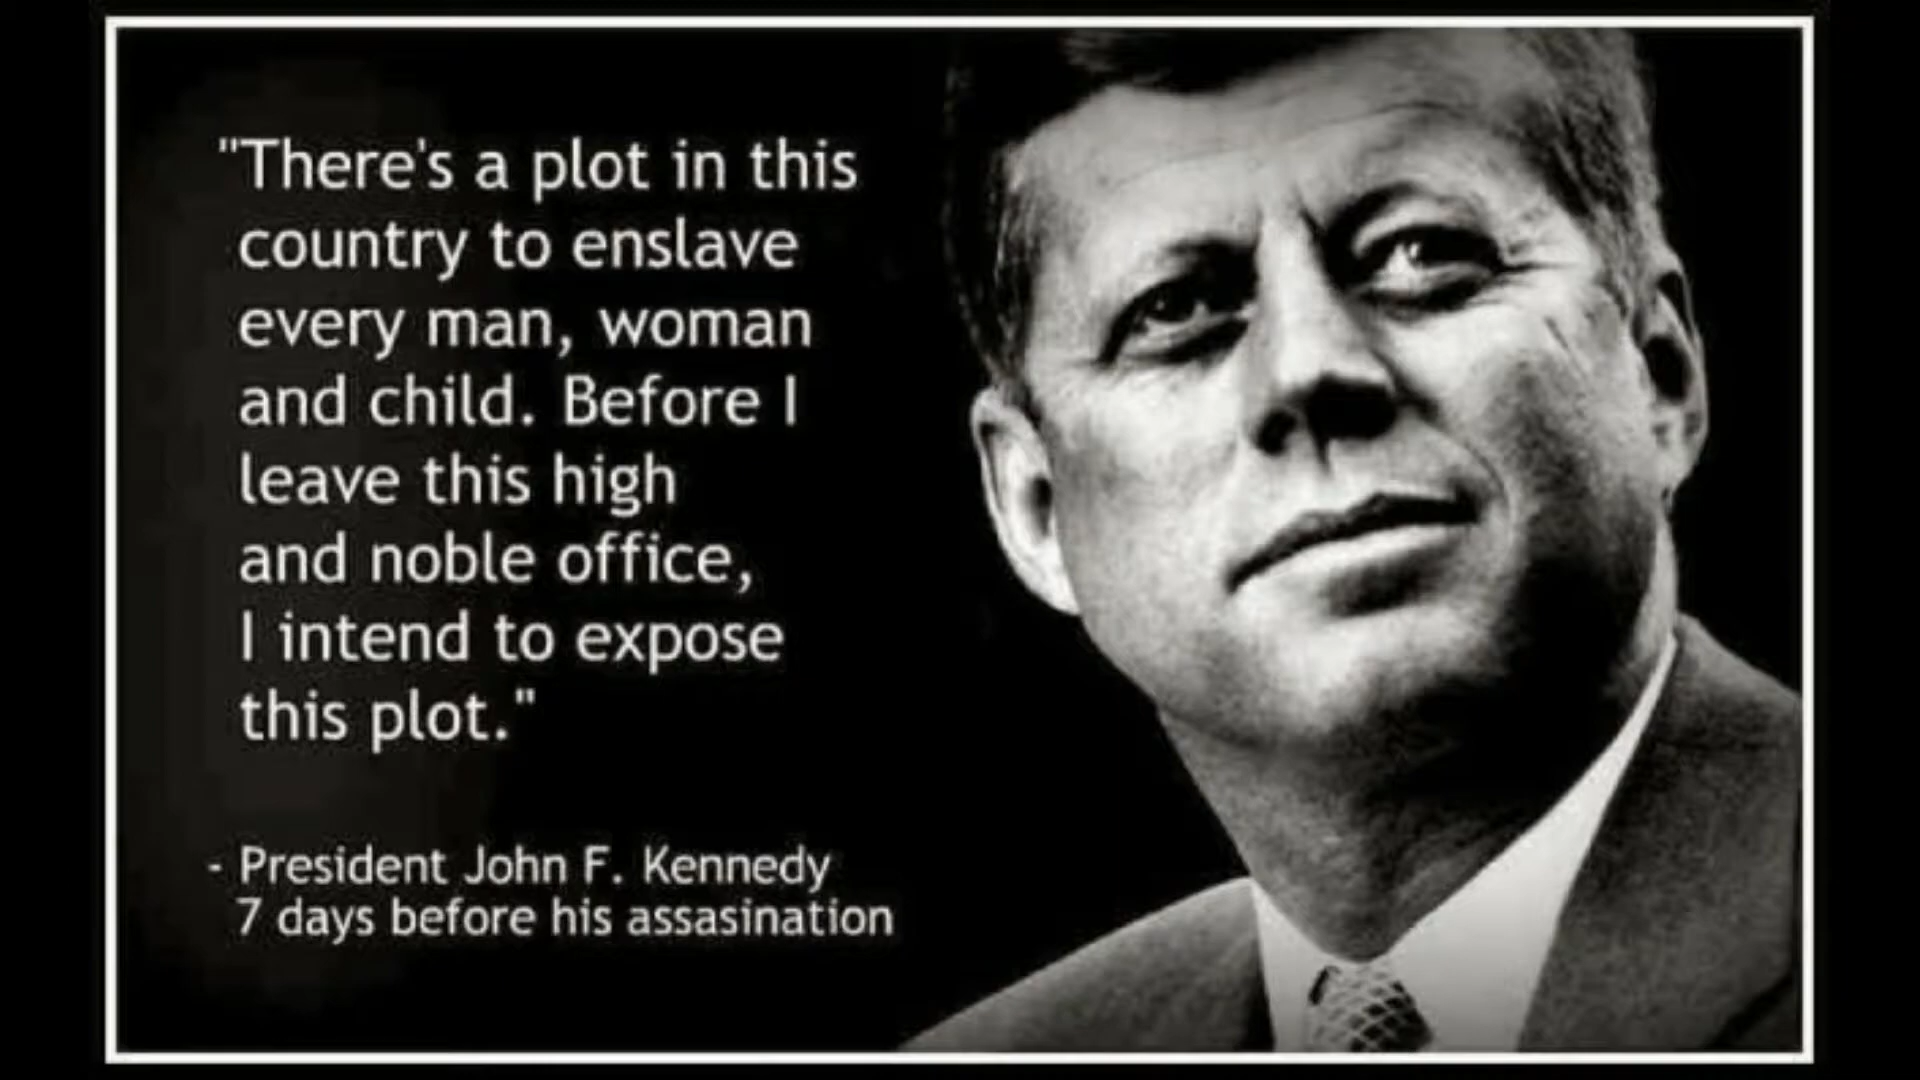 "There's a plot in this
country to enslave
every man, woman
and child. Before I
leave this high
and noble office,
I intend to expose
this plot."
- President John F. Kennedy
7 days before his assasination